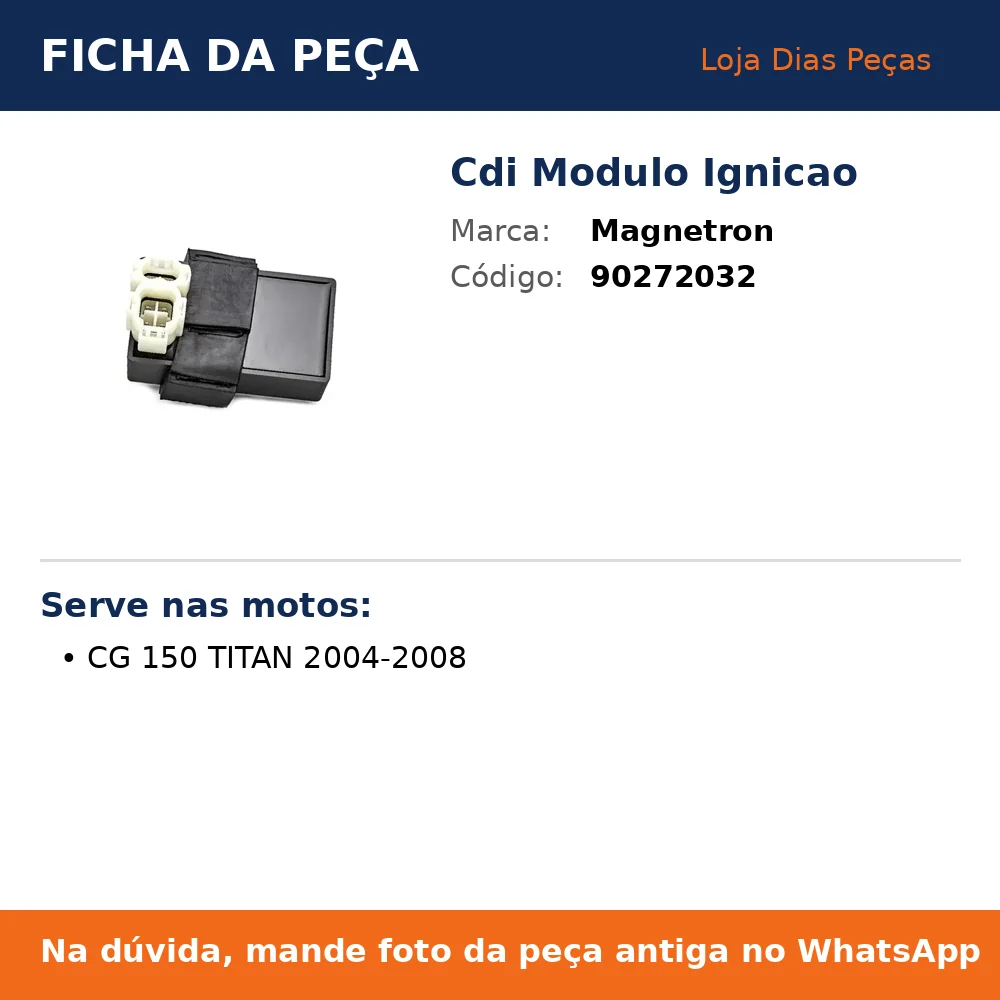 FICHA DA PEÇA
Loja Dias Peças
Cdi Modulo Ignicao
Marca: Magnetron
Código: 90272032
Serve nas motos:
• CG 150 TITAN 2004-2008
Na dúvida, mande foto da peça antiga no WhatsApp